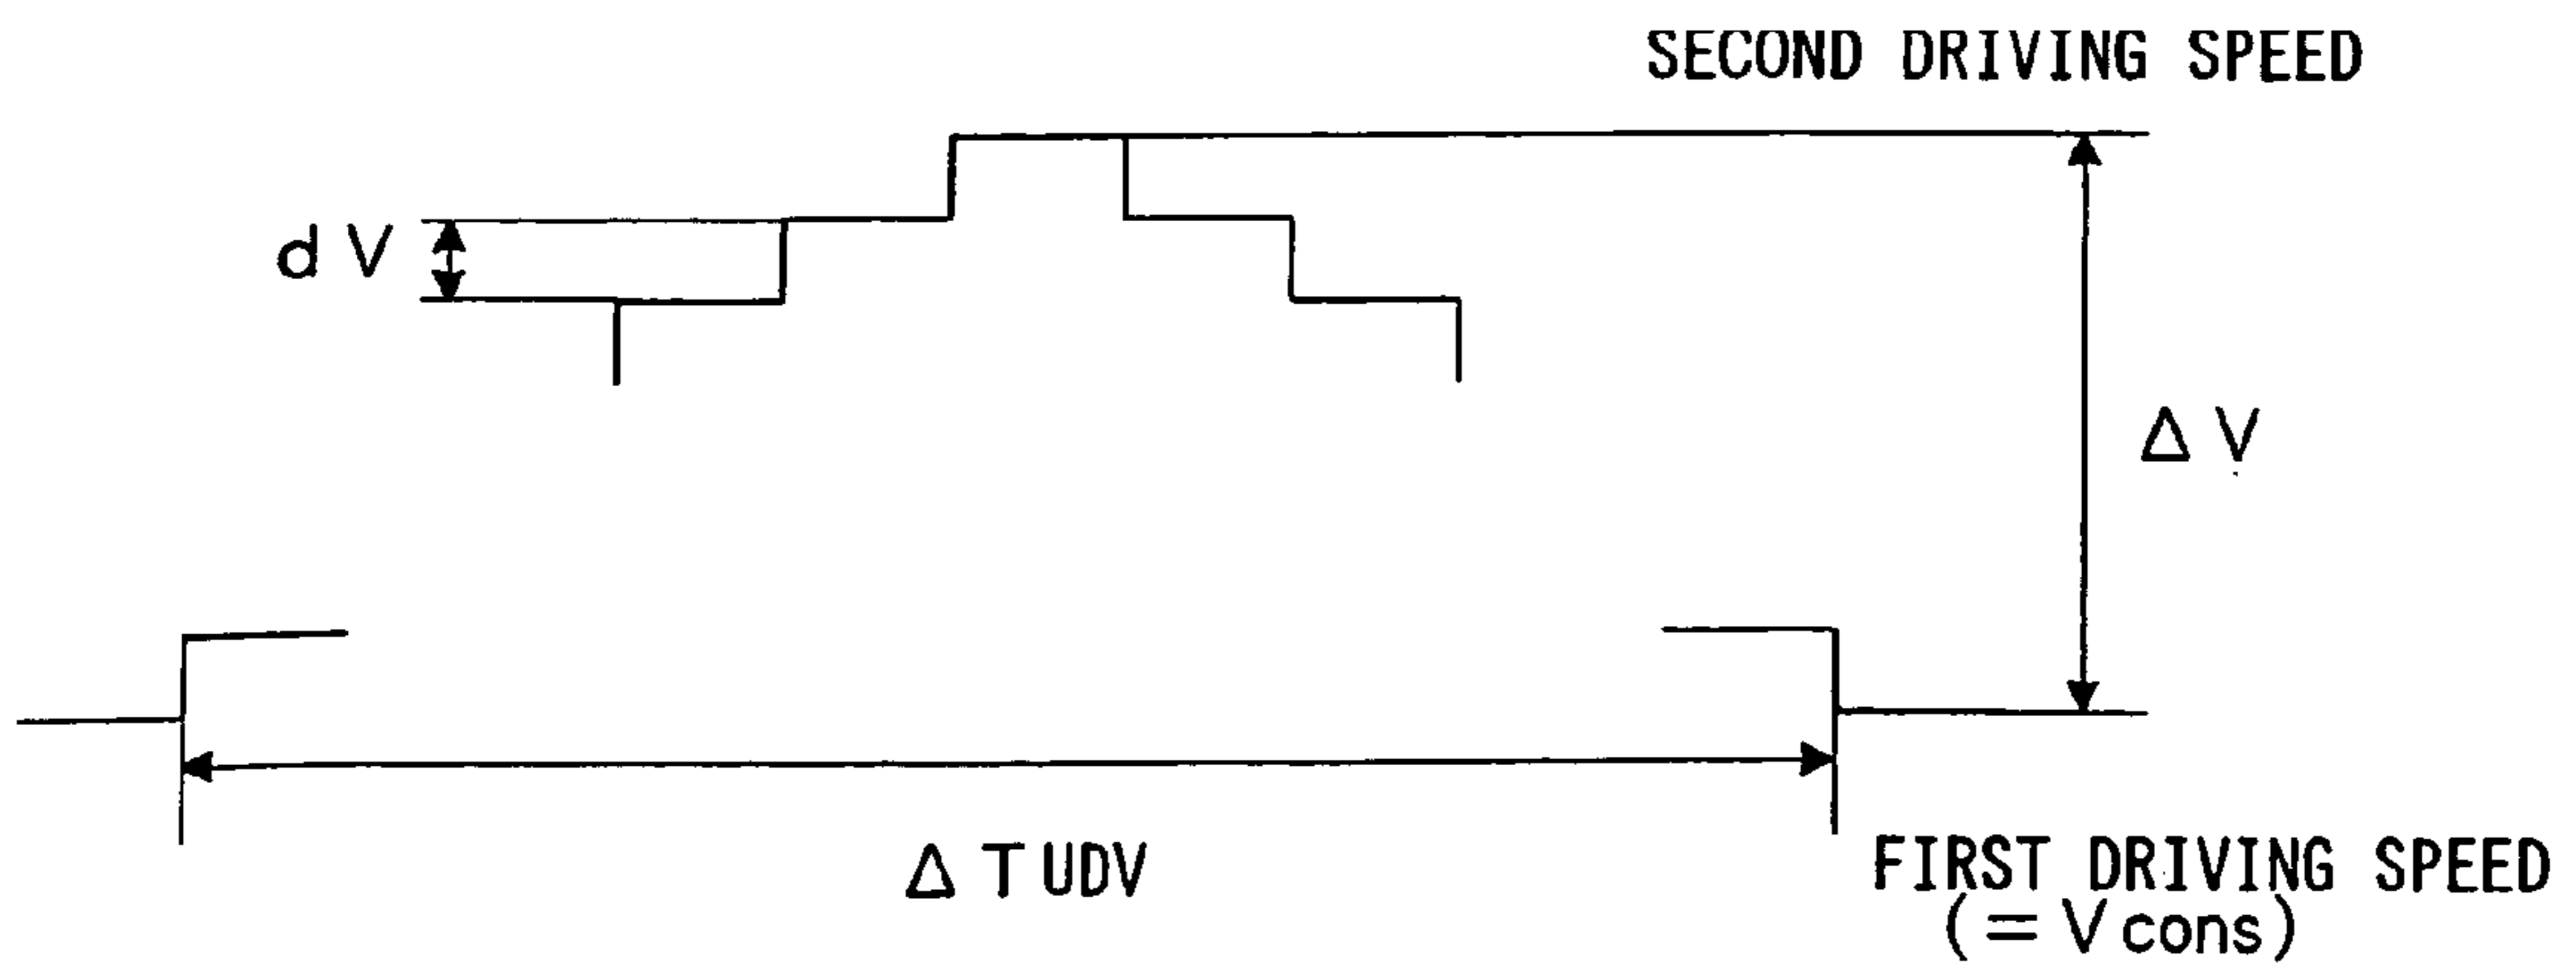 SECOND DRIVING SPEED
d V
Δ V
Δ T UDV
FIRST DRIVING SPEED
(= V cons)